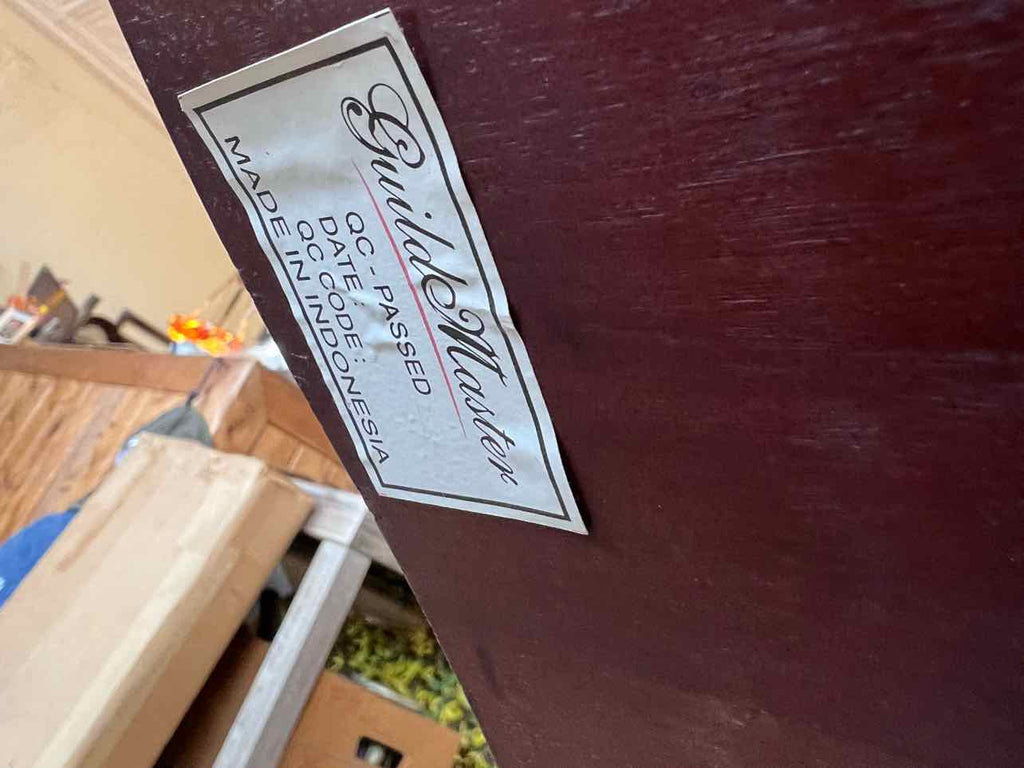 GuildMaster
QC - PASSED
DATE :
QC CODE :
MADE IN INDONESIA